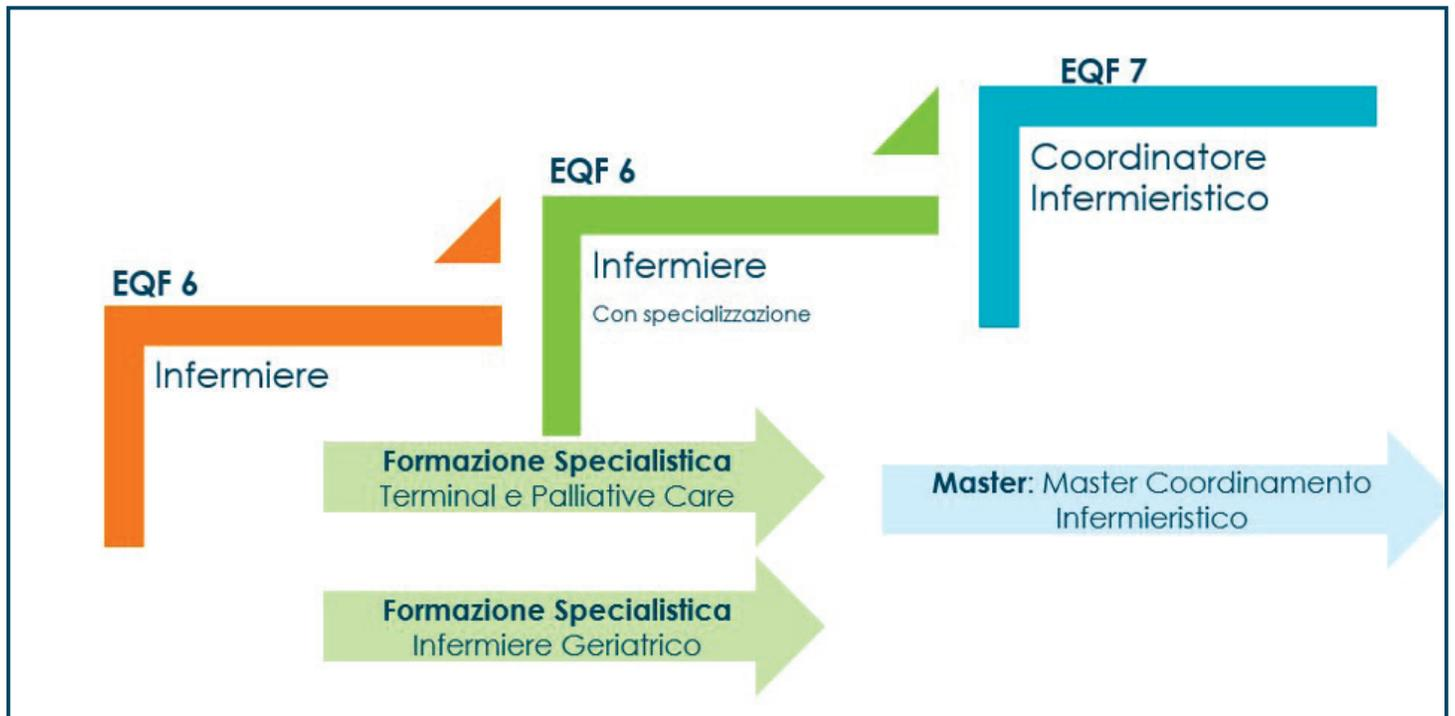 EQF 7
Coordinatore
Infermieristico
EQF 6
Infermiere
Con specializzazione
EQF 6
Infermiere
Formazione Specialistica
Terminal e Palliative Care
Master: Master Coordinamento
Infermieristico
Formazione Specialistica
Infermiere Geriatrico